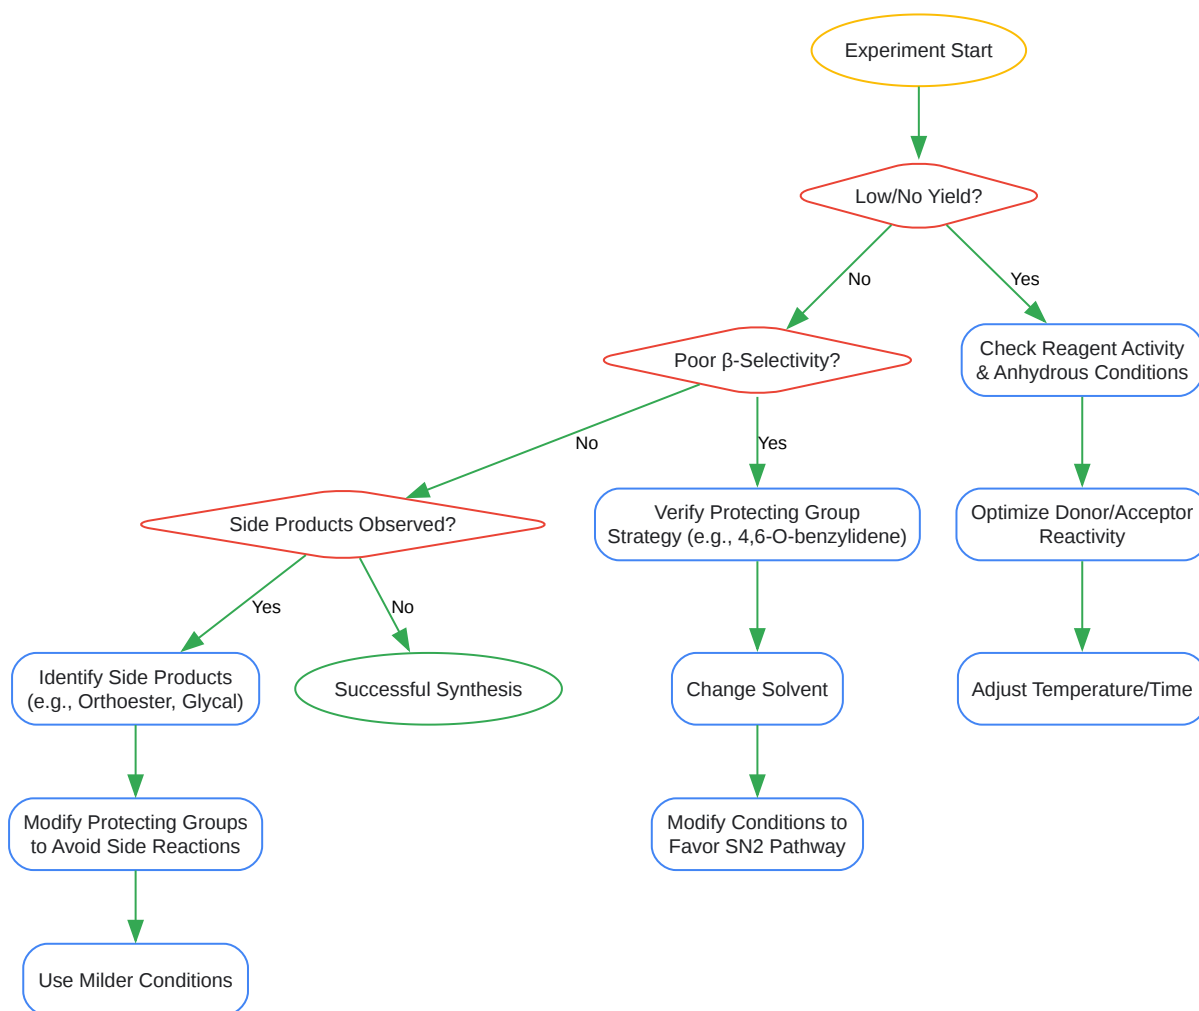 Experiment Start
Low/No Yield?
No
Yes
Poor β-Selectivity?
Check Reagent Activity
& Anhydrous Conditions
No
Yes
Side Products Observed?
Verify Protecting Group
Strategy (e.g., 4,6-O-benzylidene)
Optimize Donor/Acceptor
Reactivity
Yes
No
Identify Side Products
(e.g., Orthoester, Glycal)
Successful Synthesis
Change Solvent
Adjust Temperature/Time
Modify Protecting Groups
to Avoid Side Reactions
Modify Conditions to
Favor SN2 Pathway
Use Milder Conditions